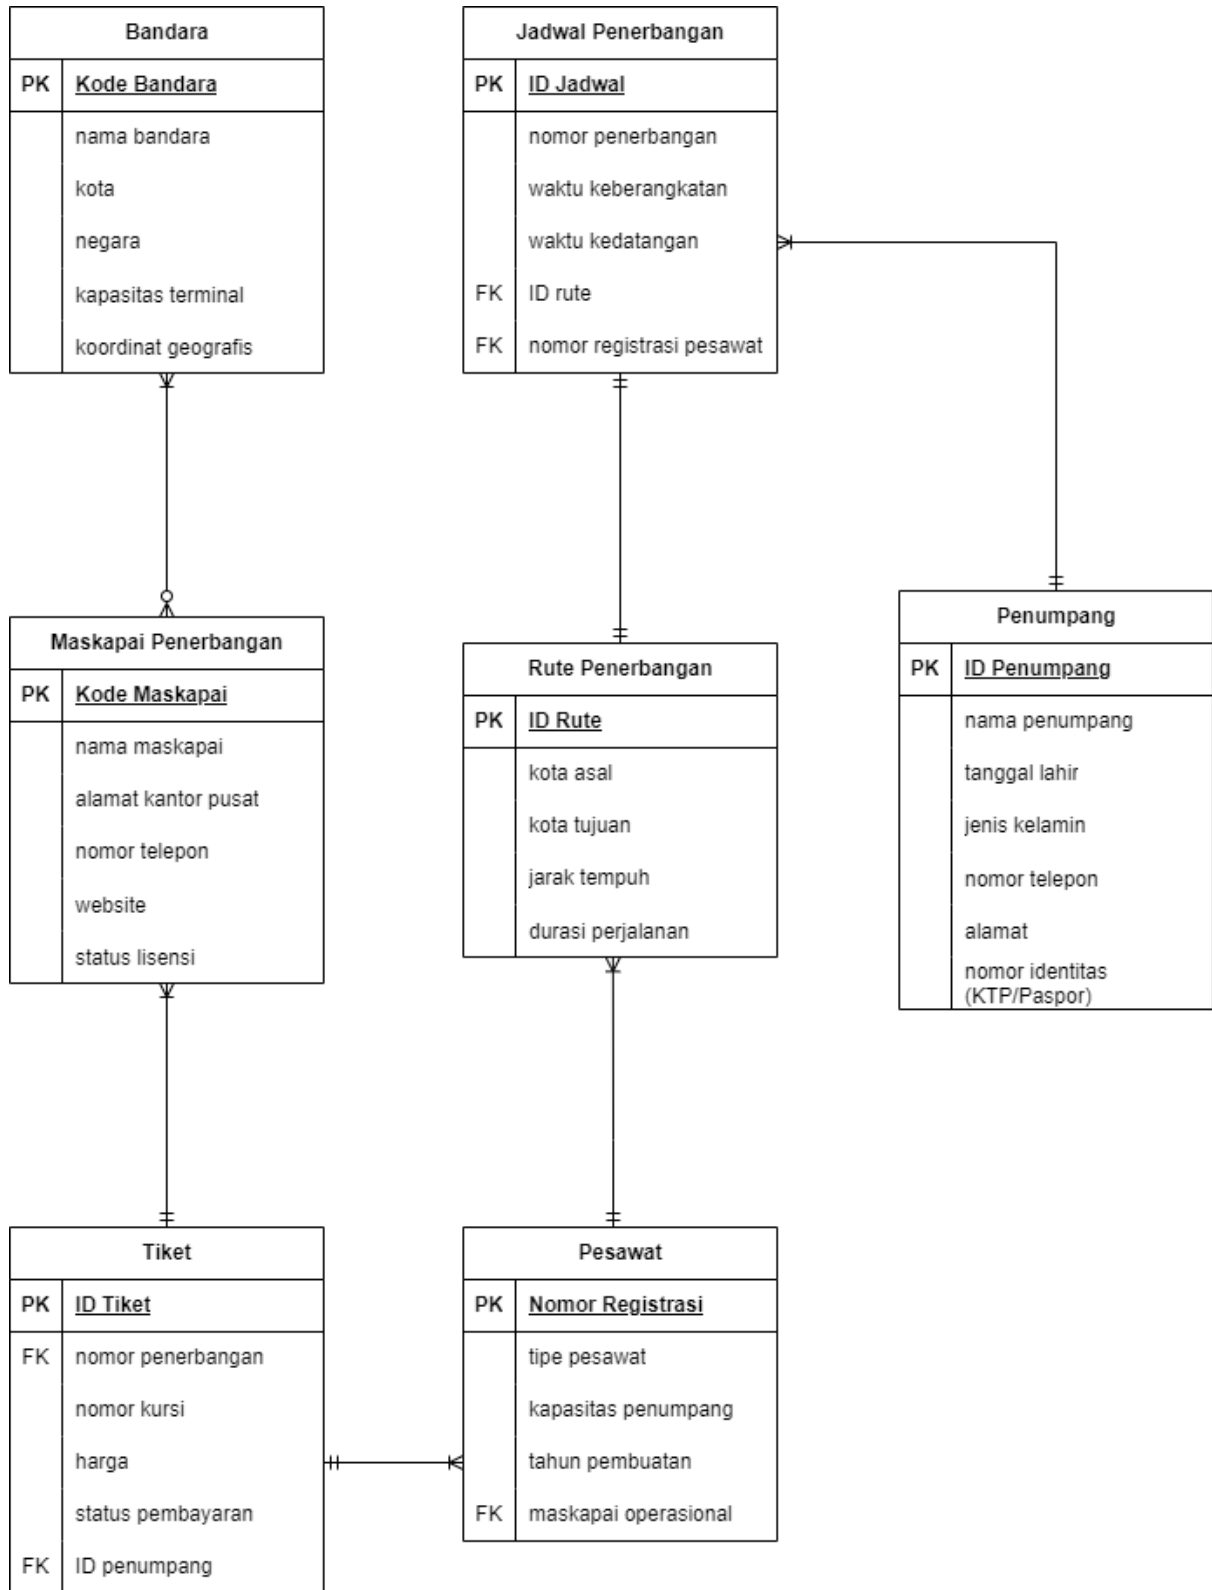 Bandara
PK Kode Bandara
nama bandara
kota
negara
kapasitas terminal
koordinat geografis
Jadwal Penerbangan
PK ID Jadwal
nomor penerbangan
waktu keberangkatan
waktu kedatangan
FK ID rute
FK nomor registrasi pesawat
Maskapai Penerbangan
PK Kode Maskapai
nama maskapai
alamat kantor pusat
nomor telepon
website
status lisensi
Rute Penerbangan
PK ID Rute
kota asal
kota tujuan
jarak tempuh
durasi perjalanan
Penumpang
PK ID Penumpang
nama penumpang
tanggal lahir
jenis kelamin
nomor telepon
alamat
nomor identitas
(KTP/Paspor)
Tiket
PK ID Tiket
FK nomor penerbangan
nomor kursi
harga
status pembayaran
FK ID penumpang
Pesawat
PK Nomor Registrasi
tipe pesawat
kapasitas penumpang
tahun pembuatan
FK maskapai operasional